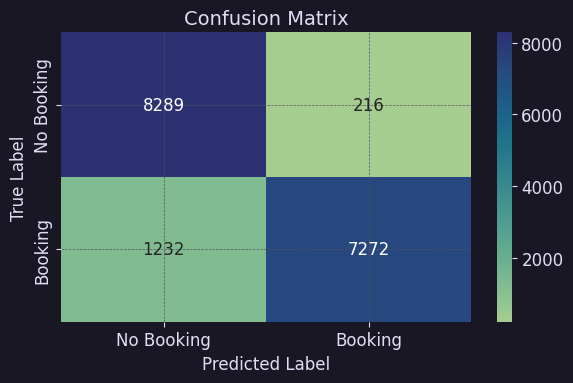 Confusion Matrix
True Label
No Booking
Booking
8289 216
1232 7272
No Booking Booking
Predicted Label
8000
6000
4000
2000